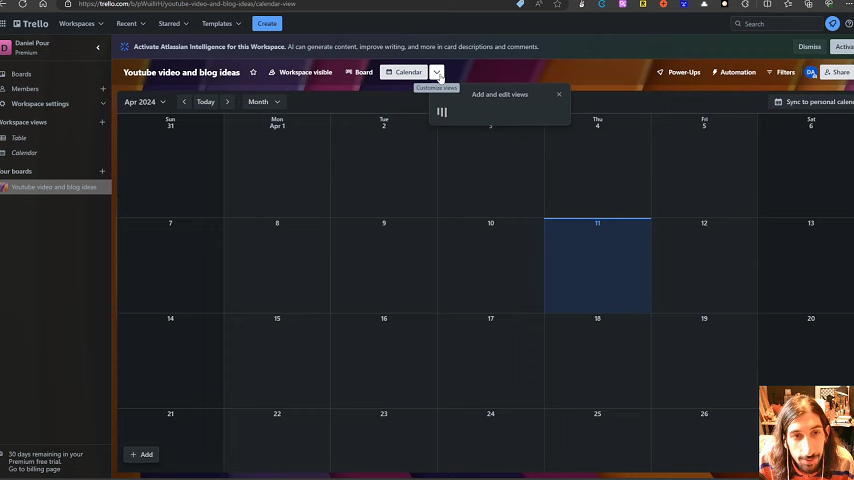 https://trello.com/b/pWuiIrH/youtube-video-and-blog-ideas/calendar-view
Trello
Workspaces
Recent
Starred
Templates
Create
Search
Daniel Pour
Premium
Activate Atlassian Intelligence for this Workspace. AI can generate content, improve writing, and more in card descriptions and comments.
Dismiss
Activa
Youtube video and blog ideas
Workspace visible
Board
Calendar
Power-Ups
Automation
Filters
DA
Share
Customize views
Add and edit views
Boards
Members
Workspace settings
Workspace views
Table
Calendar
Your boards
Youtube video and blog ideas
Apr 2024
Today
Month
Sync to personal calenda
Sun Mon Tue Thu Fri Sat
31 Apr 1 2 3 4 5 6
7 8 9 10 11 12 13
14 15 16 17 18 19 20
21 22 23 24 25 26
Add
30 days remaining in your
Premium free trial.
Go to billing page